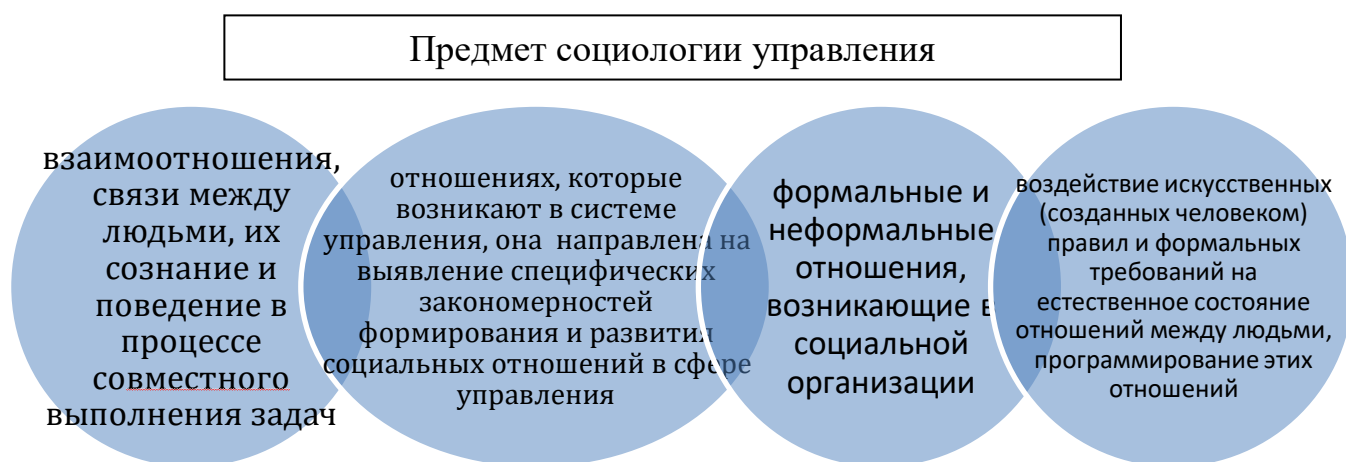 Предмет социологии управления
взаимоотношения,
связи между
людьми, их
сознание и
поведение в
процессе
совместного
выполнения задач
отношениях, которые
возникают в системе
управления, она направлена на
выявление специфических
закономерностей
формирования и развития
социальных отношений в сфере
управления
формальные и
неформальные
отношения,
возникающие в
социальной
организации
воздействие искусственных
(созданных человеком)
правил и формальных
требований на
естественное состояние
отношений между людьми,
программирование этих
отношений